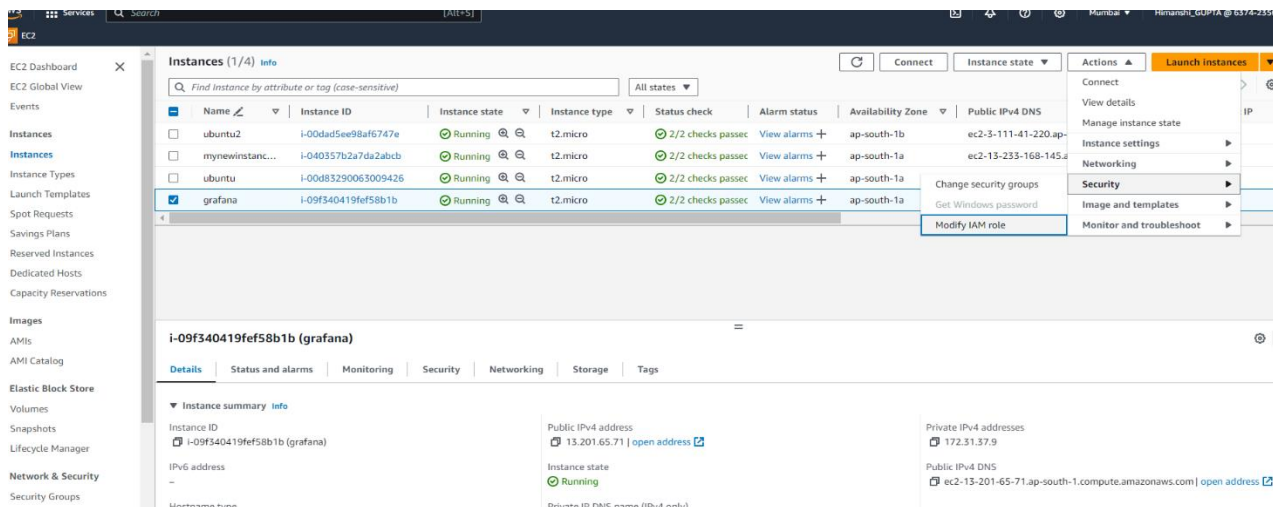 Services Search [Alt+S] Mumbai ▼ Himanshi_GUPTA @ 6374-235
EC2
EC2 Dashboard
EC2 Global View
Events
Instances
Instances
Instance Types
Launch Templates
Spot Requests
Savings Plans
Reserved Instances
Dedicated Hosts
Capacity Reservations
Images
AMIs
AMI Catalog
Elastic Block Store
Volumes
Snapshots
Lifecycle Manager
Network & Security
Security Groups
Instances (1/4) Info
Connect Instance state ▼ Actions ▲ Launch instances
Find Instance by attribute or tag (case-sensitive) All states ▼
Name Instance ID Instance state Instance type Status check Alarm status Availability Zone Public IPv4 DNS IP
ubuntu2 i-00dad5ee98af6747e Running t2.micro 2/2 checks passec View alarms + ap-south-1b ec2-3-111-41-220.ap-
mynewinstanc... i-040357b2a7da2abcb Running t2.micro 2/2 checks passec View alarms + ap-south-1a ec2-13-233-168-145.a
ubuntu i-00d83290063009426 Running t2.micro 2/2 checks passec View alarms + ap-south-1a
grafana i-09f340419fef58b1b Running t2.micro 2/2 checks passec View alarms + ap-south-1a
Connect
View details
Manage instance state
Instance settings
Networking
Security
Image and templates
Monitor and troubleshoot
Change security groups
Get Windows password
Modify IAM role
i-09f340419fef58b1b (grafana)
Details Status and alarms Monitoring Security Networking Storage Tags
▼ Instance summary Info
Instance ID Public IPv4 address Private IPv4 addresses
i-09f340419fef58b1b (grafana) 13.201.65.71 | open address 172.31.37.9
IPv6 address Instance state Public IPv4 DNS
– Running ec2-13-201-65-71.ap-south-1.compute.amazonaws.com | open address
Hostname type Private IP DNS name (IPv4 only)